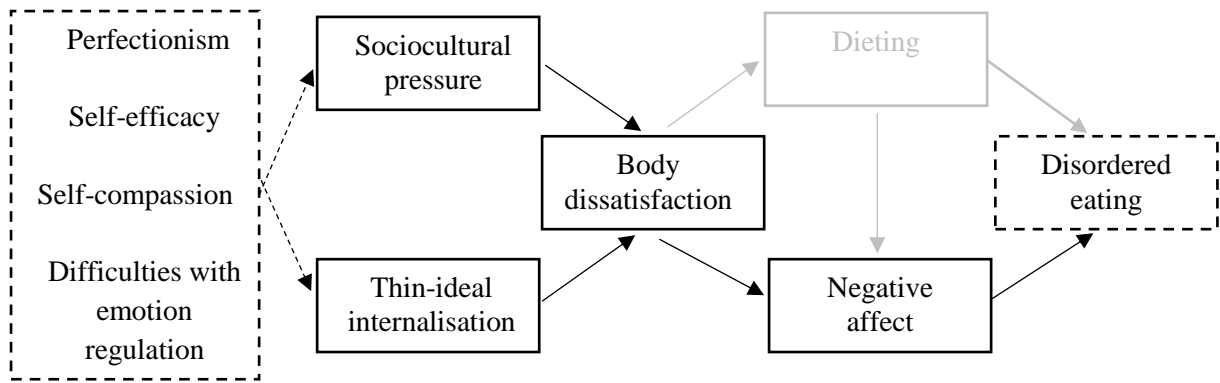 Perfectionism
Self-efficacy
Self-compassion
Difficulties with
emotion
regulation
Sociocultural
pressure
Thin-ideal
internalisation
Body
dissatisfaction
Dieting
Negative
affect
Disordered
eating